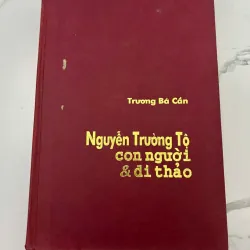 Trương Bá Cần
Nguyễn Trường Tộ
con người
& di thảo